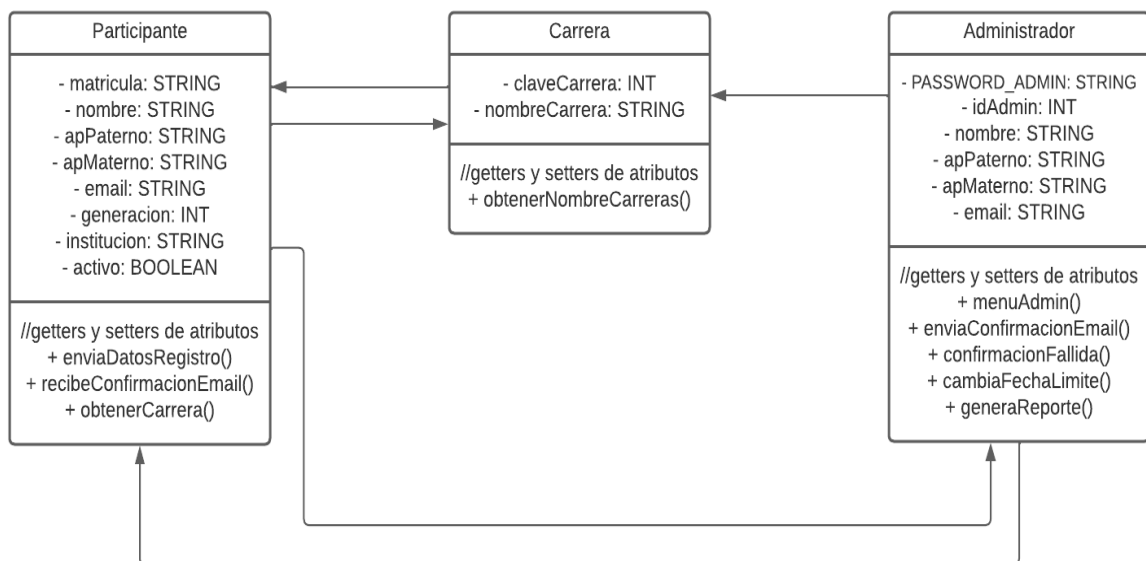 Participante
- matricula: STRING
- nombre: STRING
- apPaterno: STRING
- apMaterno: STRING
- email: STRING
- generacion: INT
- institucion: STRING
- activo: BOOLEAN
//getters y setters de atributos
+ enviaDatosRegistro()
+ recibeConfirmacionEmail()
+ obtenerCarrera()
Carrera
- claveCarrera: INT
- nombreCarrera: STRING
//getters y setters de atributos
+ obtenerNombreCarreras()
Administrador
- PASSWORD_ADMIN: STRING
- idAdmin: INT
- nombre: STRING
- apPaterno: STRING
- apMaterno: STRING
- email: STRING
//getters y setters de atributos
+ menuAdmin()
+ enviaConfirmacionEmail()
+ confirmacionFallida()
+ cambiaFechaLimite()
+ generaReporte()